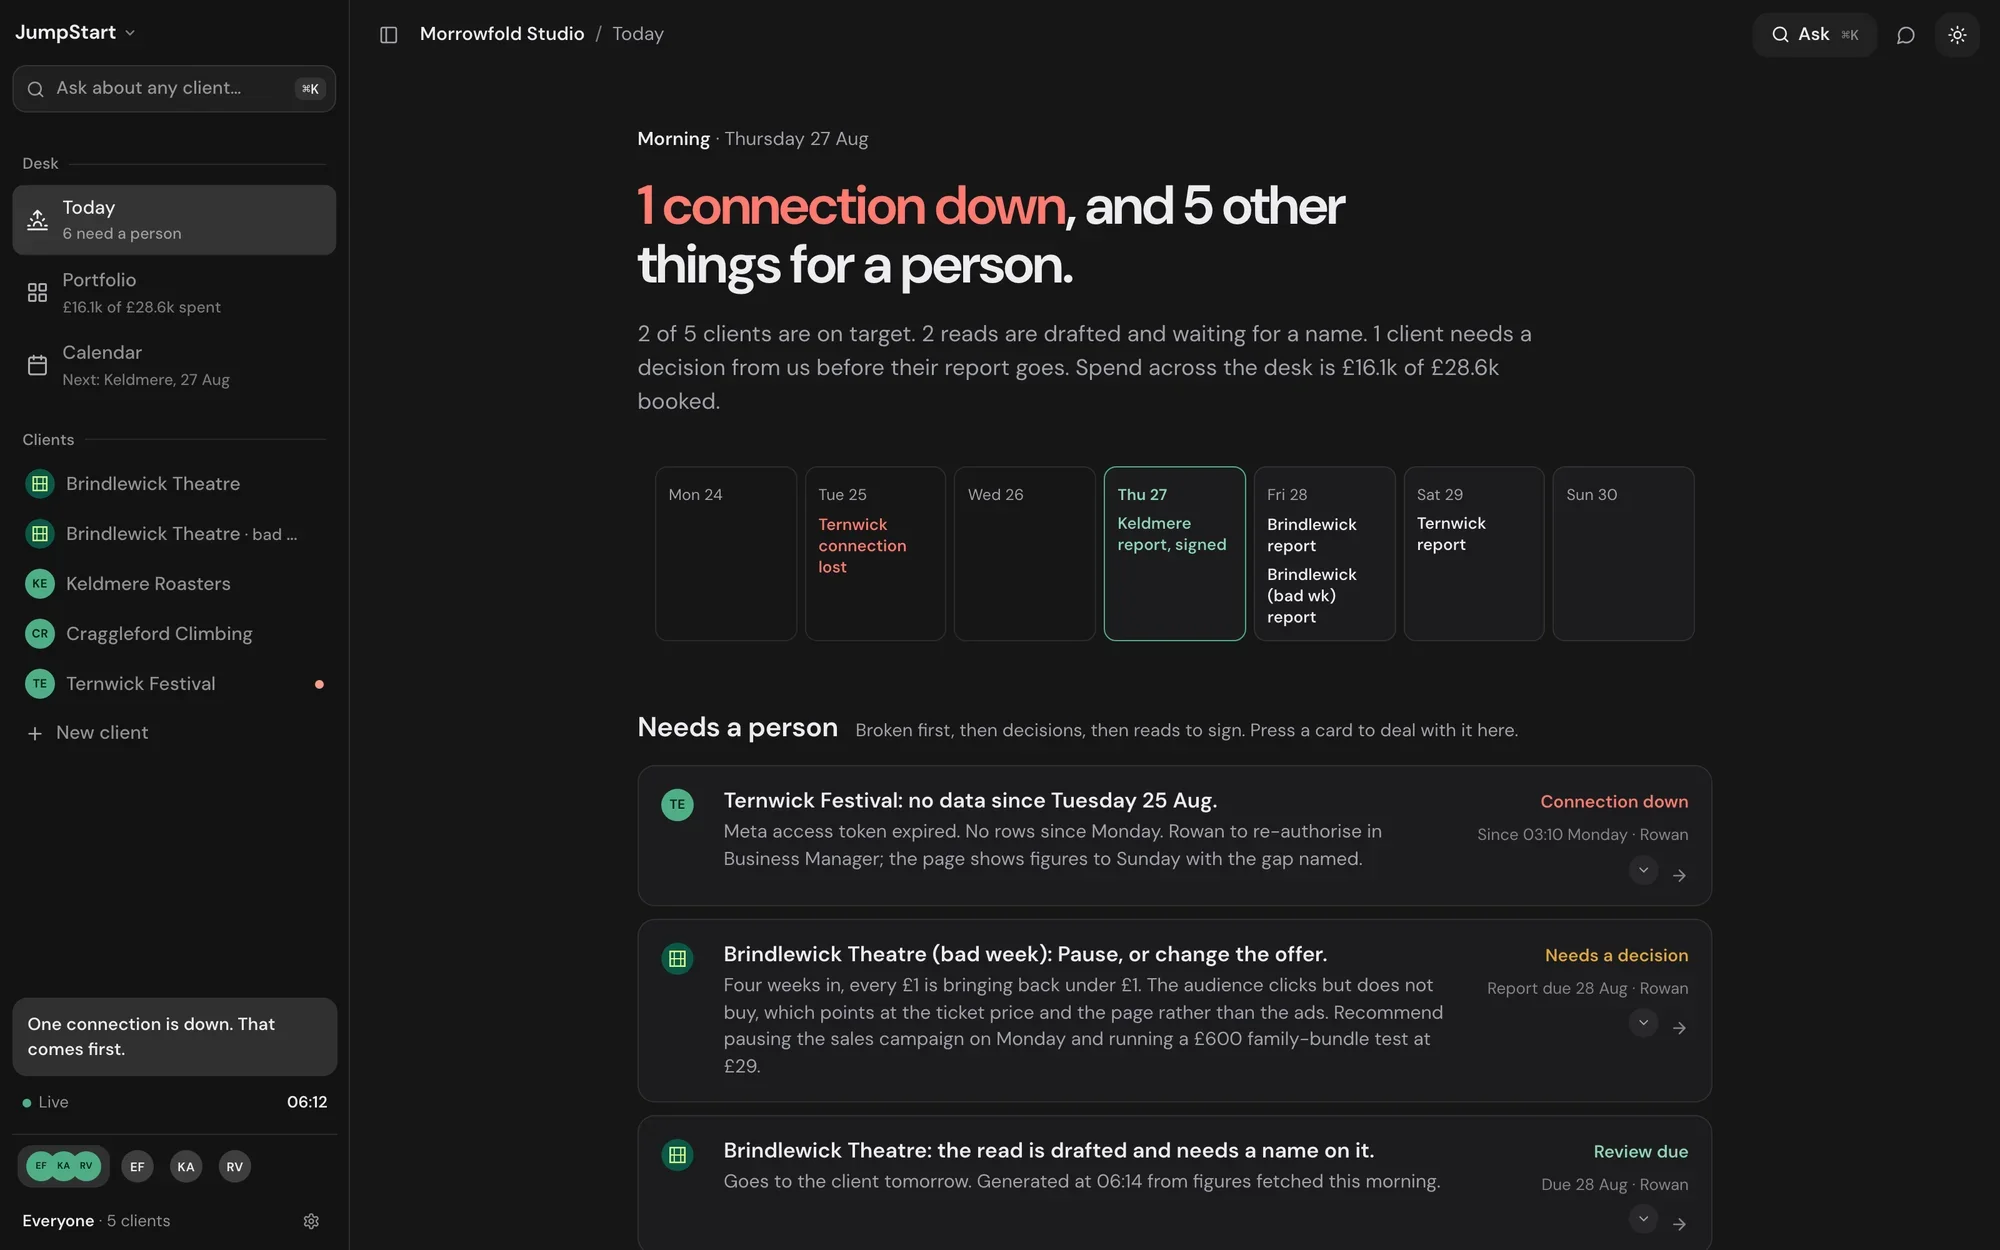 JumpStart
Ask about any client…
⌘K
Desk
Today
6 need a person
Portfolio
£16.1k of £28.6k spent
Calendar
Next: Keldmere, 27 Aug
Clients
Brindlewick Theatre
Brindlewick Theatre · bad …
KE
Keldmere Roasters
CR
Craggleford Climbing
TE
Ternwick Festival
New client
One connection is down. That
comes first.
Live
06:12
EF KA RV
EF
KA
RV
Everyone · 5 clients
Morrowfold Studio / Today
Ask ⌘K
Morning · Thursday 27 Aug
1 connection down, and 5 other
things for a person.
2 of 5 clients are on target. 2 reads are drafted and waiting for a name. 1 client needs a
decision from us before their report goes. Spend across the desk is £16.1k of £28.6k
booked.
Mon 24
Tue 25
Ternwick
connection
lost
Wed 26
Thu 27
Keldmere
report, signed
Fri 28
Brindlewick
report
Brindlewick
(bad wk)
report
Sat 29
Ternwick
report
Sun 30
Needs a person
Broken first, then decisions, then reads to sign. Press a card to deal with it here.
TE
Ternwick Festival: no data since Tuesday 25 Aug.
Meta access token expired. No rows since Monday. Rowan to re-authorise in
Business Manager; the page shows figures to Sunday with the gap named.
Connection down
Since 03:10 Monday · Rowan
Brindlewick Theatre (bad week): Pause, or change the offer.
Four weeks in, every £1 is bringing back under £1. The audience clicks but does not
buy, which points at the ticket price and the page rather than the ads. Recommend
pausing the sales campaign on Monday and running a £600 family-bundle test at
£29.
Needs a decision
Report due 28 Aug · Rowan
Brindlewick Theatre: the read is drafted and needs a name on it.
Goes to the client tomorrow. Generated at 06:14 from figures fetched this morning.
Review due
Due 28 Aug · Rowan